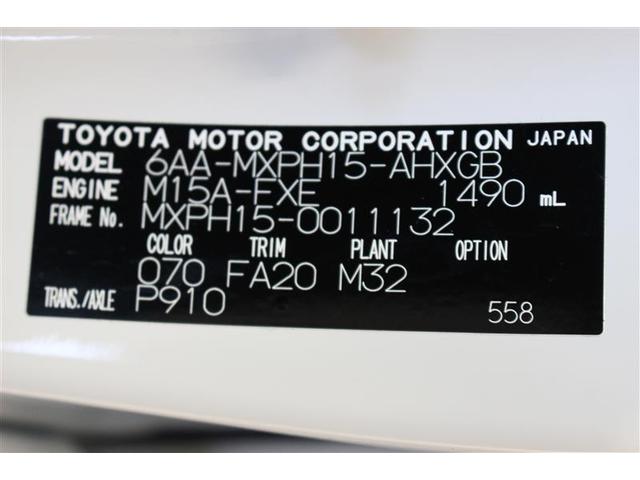 TOYOTA MOTOR CORPORATION JAPAN
MODEL 6AA-MXPH15-AHXGB
ENGINE M15A-FXE 1490 mL
FRAME No. MXPH15-0011132
COLOR TRIM PLANT OPTION
070 FA20 M32
TRANS./AXLE P910
558